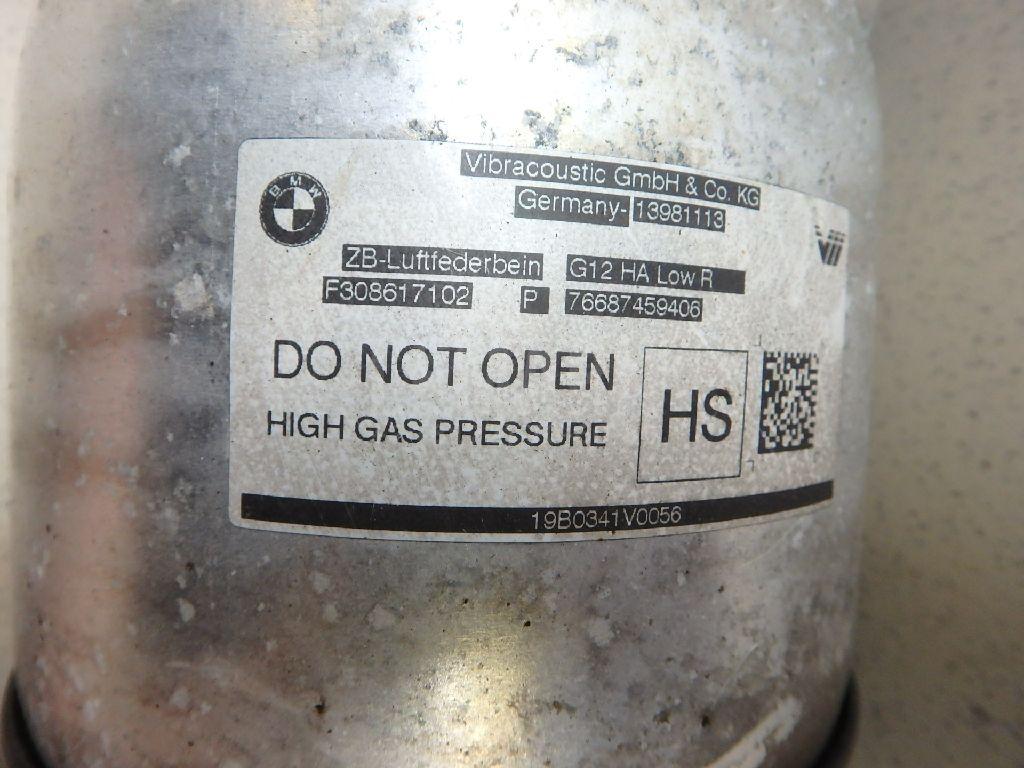 BMW
Vibracoustic GmbH & Co. KG
Germany- 13981113
ZB-Luftfederbein G12 HA Low R
F308617102 P 76687459406
DO NOT OPEN
HIGH GAS PRESSURE
HS
19B0341V0056